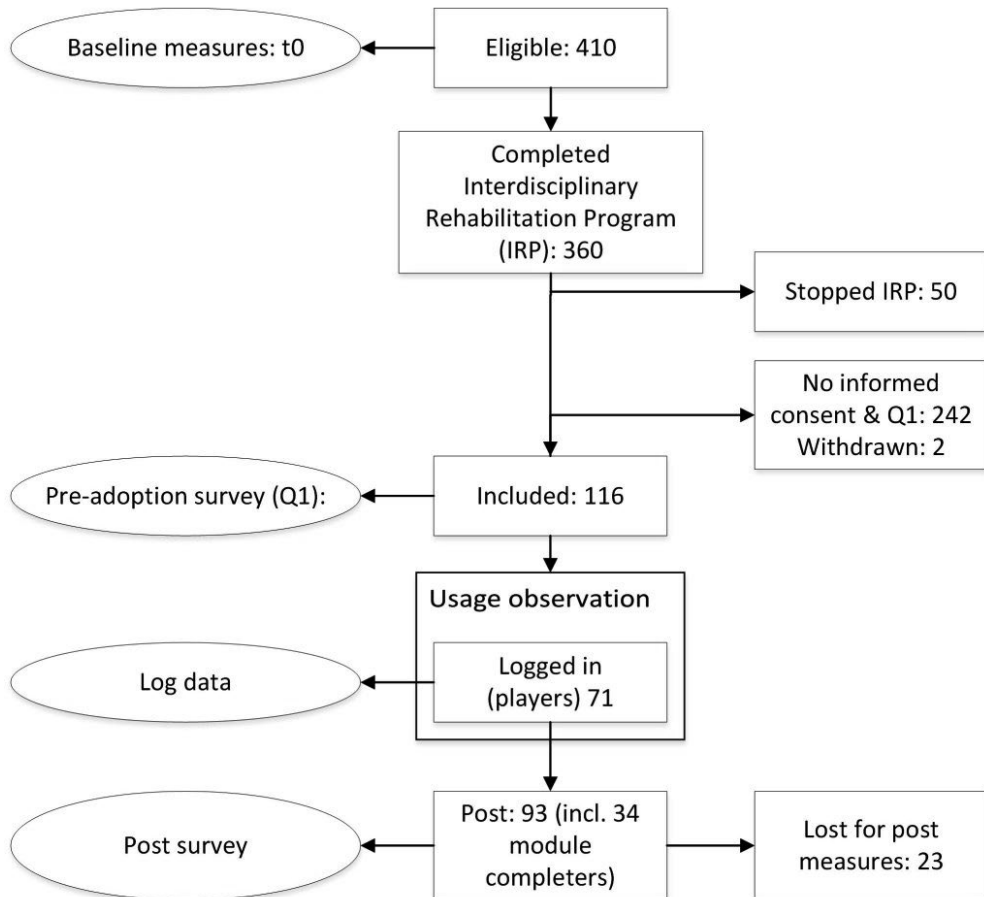 Baseline measures: t0
Eligible: 410
Completed
Interdisciplinary
Rehabilitation Program
(IRP): 360
Stopped IRP: 50
No informed
consent & Q1: 242
Withdrawn: 2
Pre-adoption survey (Q1):
Included: 116
Usage observation
Log data
Logged in
(players) 71
Post survey
Post: 93 (incl. 34
module
completers)
Lost for post
measures: 23